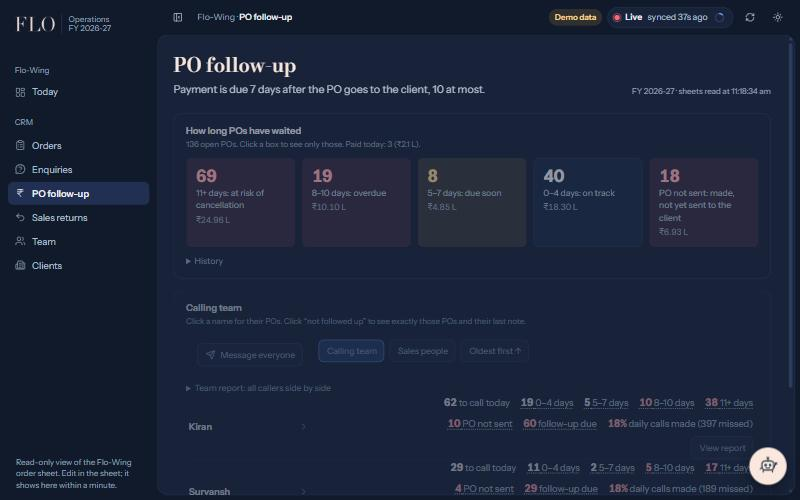 FLO
Operations
FY 2026-27
Flo-Wing
Today
CRM
Orders
Enquiries
PO follow-up
Sales returns
Team
Clients
Read-only view of the Flo-Wing
order sheet. Edit in the sheet; it
shows here within a minute.
Flo-Wing · PO follow-up
Demo data
Live synced 37s ago
PO follow-up
Payment is due 7 days after the PO goes to the client, 10 at most.
FY 2026-27 · sheets read at 11:18:34 am
How long POs have waited
136 open POs. Click a box to see only those. Paid today: 3 (₹2.1 L).
69
11+ days: at risk of
cancellation
₹24.96 L
19
8–10 days: overdue
₹10.10 L
8
5–7 days: due soon
₹4.85 L
40
0–4 days: on track
₹18.30 L
18
PO not sent: made,
not yet sent to the
client
₹6.93 L
History
Calling team
Click a name for their POs. Click "not followed up" to see exactly those POs and their last note.
Message everyone
Calling team
Sales people
Oldest first ↑
Team report: all callers side by side
Kiran
62 to call today 19 0–4 days 5 5–7 days 10 8–10 days 38 11+ days
10 PO not sent 60 follow-up due 18% daily calls made (397 missed)
View report
Suryansh
29 to call today 11 0–4 days 2 5–7 days 5 8–10 days 17 11+ days
4 PO not sent 29 follow-up due 18% daily calls made (189 missed)